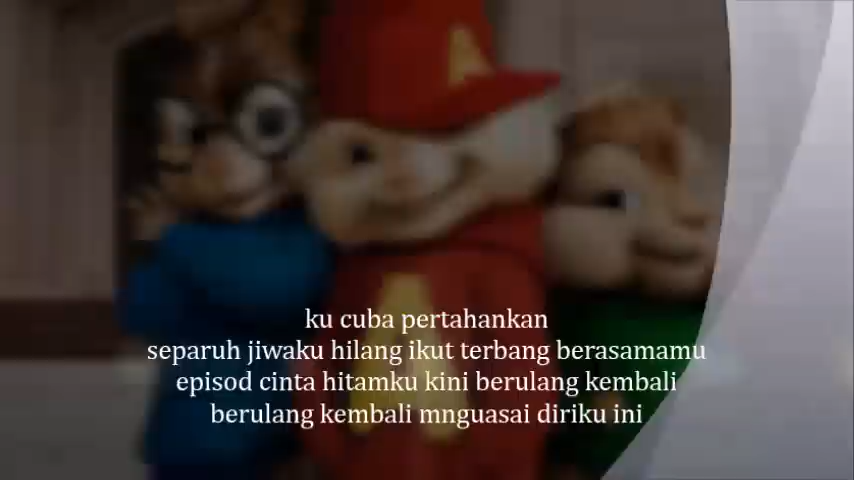 A
A
ku cuba pertahankan
separuh jiwaku hilang ikut terbang berasamamu
episod cinta hitamku kini berulang kembali
berulang kembali mnguasai diriku ini